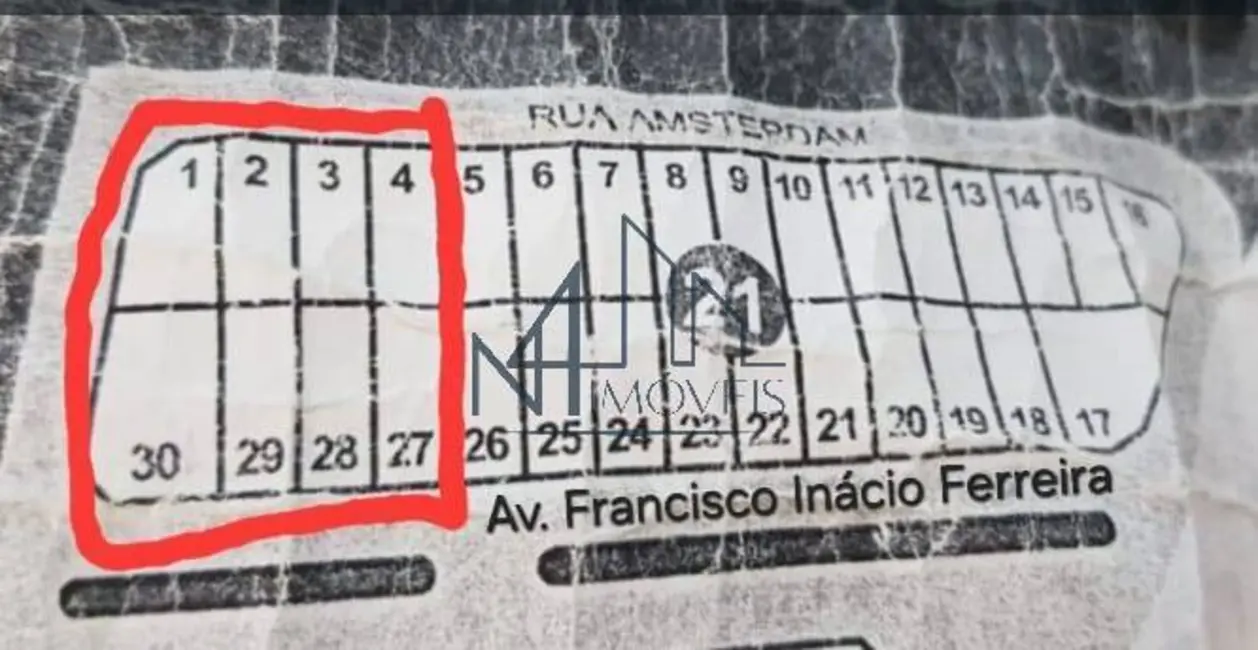 RUA AMSTERDAM
1 2 3 4 5 6 7 8 9 10 11 12 13 14 15 16
21
MÓVEIS
30 29 28 27 26 25 24 23 22 21 20 19 18 17
Av. Francisco Inácio Ferreira